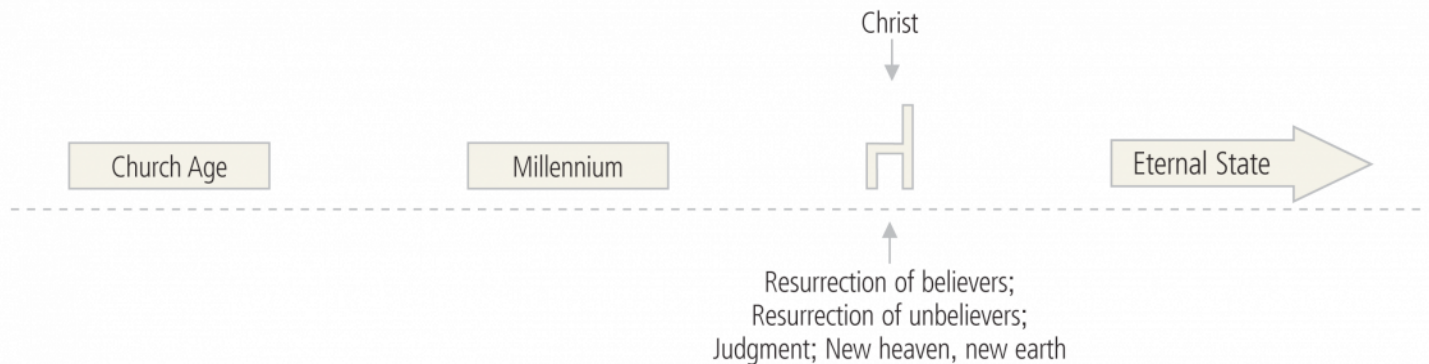 Christ
Church Age
Millennium
Eternal State
Resurrection of believers;
Resurrection of unbelievers;
Judgment; New heaven, new earth